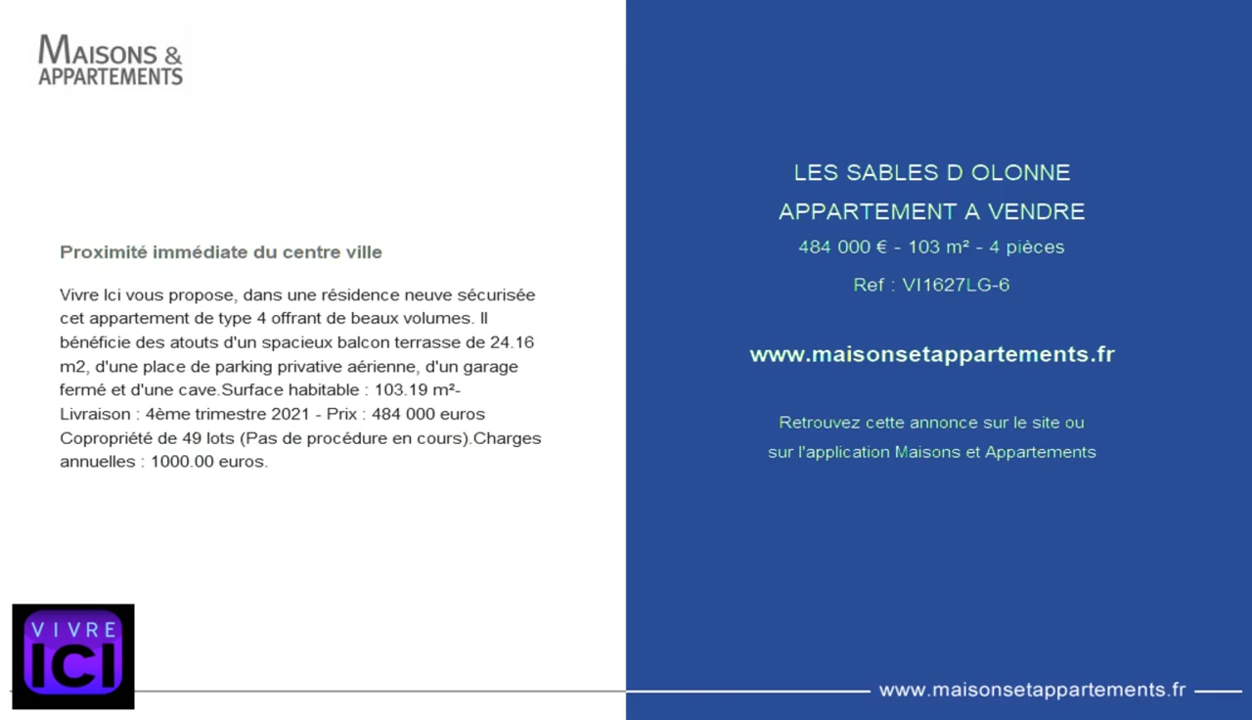 MAISONS &
APPARTEMENTS
Proximité immédiate du centre ville
Vivre Ici vous propose, dans une résidence neuve sécurisée
cet appartement de type 4 offrant de beaux volumes. Il
bénéficie des atouts d'un spacieux balcon terrasse de 24.16
m2, d'une place de parking privative aérienne, d'un garage
fermé et d'une cave.Surface habitable : 103.19 m²-
Livraison : 4ème trimestre 2021 - Prix : 484 000 euros
Copropriété de 49 lots (Pas de procédure en cours).Charges
annuelles : 1000.00 euros.
VIVRE
ICI
LES SABLES D OLONNE
APPARTEMENT A VENDRE
484 000 € - 103 m² - 4 pièces
Ref : VI1627LG-6
www.maisonsetappartements.fr
Retrouvez cette annonce sur le site ou
sur l'application Maisons et Appartements
www.maisonsetappartements.fr